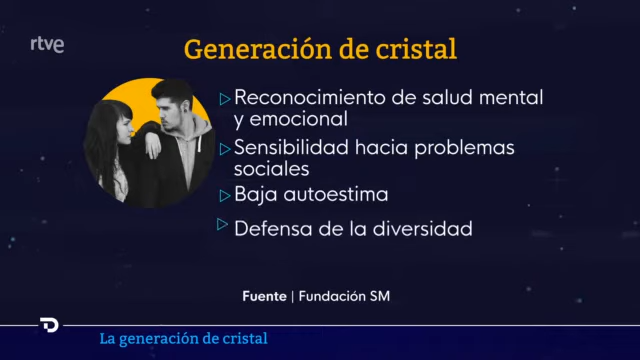 rtve
Generación de cristal
Reconocimiento de salud mental
y emocional
Sensibilidad hacia problemas
sociales
Baja autoestima
Defensa de la diversidad
Fuente | Fundación SM
La generación de cristal